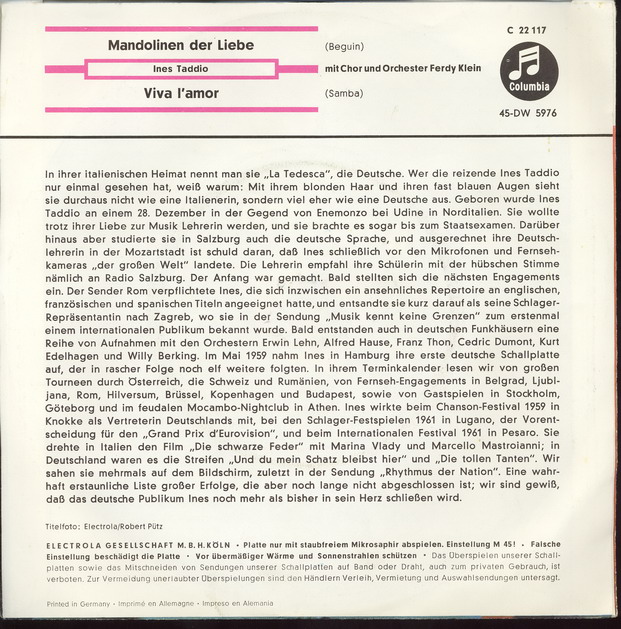 Mandolinen der Liebe (Beguin) C 22 117
Ines Taddio mit Chor und Orchester Ferdy Klein
Viva l'amor (Samba)
Columbia
45-DW 5976
In ihrer italienischen Heimat nennt man sie „La Tedesca", die Deutsche. Wer die reizende Ines Taddio
nur einmal gesehen hat, weiß warum: Mit ihrem blonden Haar und ihren fast blauen Augen sieht
sie durchaus nicht wie eine Italienerin, sondern viel eher wie eine Deutsche aus. Geboren wurde Ines
Taddio an einem 28. Dezember in der Gegend von Enemonzo bei Udine in Norditalien. Sie wollte
trotz ihrer Liebe zur Musik Lehrerin werden, und sie brachte es sogar bis zum Staatsexamen. Darüber
hinaus aber studierte sie in Salzburg auch die deutsche Sprache, und ausgerechnet ihre Deutsch-
lehrerin in der Mozartstadt ist schuld daran, daß Ines schließlich vor den Mikrofonen und Fernseh-
kameras „der großen Welt" landete. Die Lehrerin empfahl ihre Schülerin mit der hübschen Stimme
nämlich an Radio Salzburg. Der Anfang war gemacht. Bald stellten sich die nächsten Engagements
ein. Der Sender Rom verpflichtete Ines, die sich inzwischen ein ansehnliches Repertoire an englischen,
französischen und spanischen Titeln angeeignet hatte, und entsandte sie kurz darauf als seine Schlager-
Repräsentantin nach Zagreb, wo sie in der Sendung „Musik kennt keine Grenzen" zum erstenmal
einem internationalen Publikum bekannt wurde. Bald entstanden auch in deutschen Funkhäusern eine
Reihe von Aufnahmen mit den Orchestern Erwin Lehn, Alfred Hause, Franz Thon, Cedric Dumont, Kurt
Edelhagen und Willy Berking. Im Mai 1959 nahm Ines in Hamburg ihre erste deutsche Schallplatte
auf, der in rascher Folge noch elf weitere folgten. In ihrem Terminkalender lesen wir von großen
Tourneen durch Österreich, die Schweiz und Rumänien, von Fernseh-Engagements in Belgrad, Ljubl-
jana, Rom, Hilversum, Brüssel, Kopenhagen und Budapest, sowie von Gastspielen in Stockholm,
Göteborg und im feudalen Mocambo-Nightclub in Athen. Ines wirkte beim Chanson-Festival 1959 in
Knokke als Vertreterin Deutschlands mit, bei den Schlager-Festspielen 1961 in Lugano, der Vorent-
scheidung für den „Grand Prix d'Eurovision", und beim Internationalen Festival 1961 in Pesaro. Sie
drehte in Italien den Film „Die schwarze Feder" mit Marina Vlady und Marcello Mastroianni; in
Deutschland waren es die Streifen „Und du mein Schatz bleibst hier" und „Die tollen Tanten". Wir
sahen sie mehrmals auf dem Bildschirm, zuletzt in der Sendung „Rhythmus der Nation". Eine wahr-
haft erstaunliche Liste großer Erfolge, die aber noch lange nicht abgeschlossen ist; wir sind gewiß,
daß das deutsche Publikum Ines noch mehr als bisher in sein Herz schließen wird.
Titelfoto: Electrola/Robert Pütz
ELECTROLA GESELLSCHAFT M. B. H. KÖLN • Platte nur mit staubfreiem Mikrosaphir abspielen. Einstellung M 45! • Falsche
Einstellung beschädigt die Platte • Vor übermäßiger Wärme und Sonnenstrahlen schützen • Das Überspielen unserer Schall-
platten sowie das Mitschneiden von Sendungen unserer Schallplatten auf Band oder Draht, auch zum privaten Gebrauch, ist
verboten. Zur Vermeidung unerlaubter Überspielungen sind den Händlern Verleih, Vermietung und Auswahlsendungen untersagt.
Printed in Germany • Imprimé en Allemagne • Impreso en Alemania